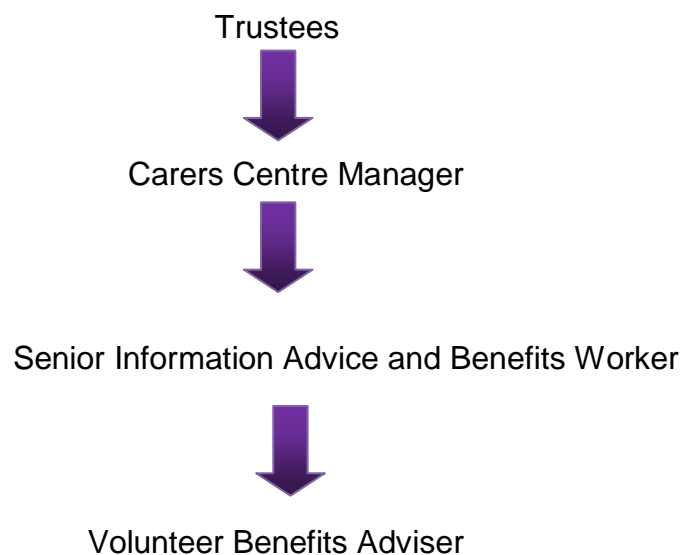 Trustees
Carers Centre Manager
Senior Information Advice and Benefits Worker
Volunteer Benefits Adviser